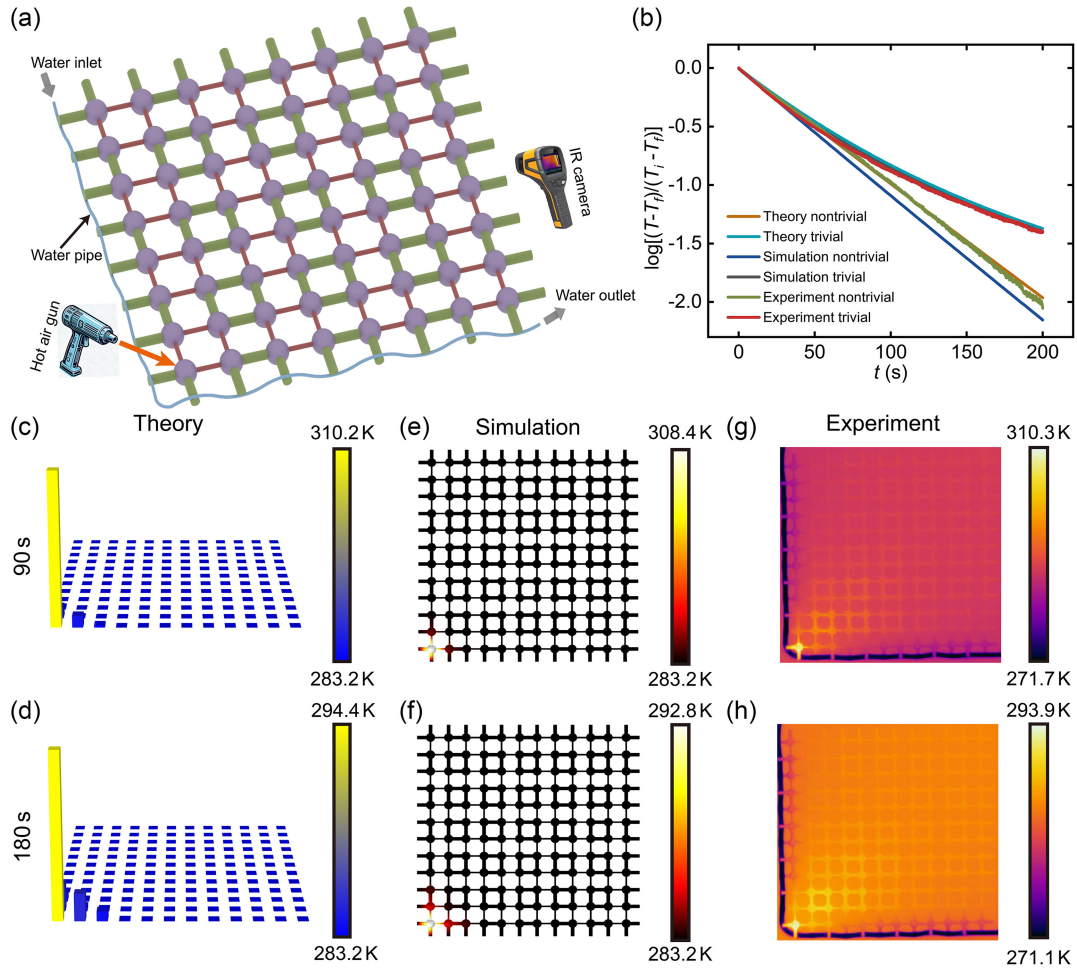 (a)
Water inlet
Water pipe
Hot air gun
IR camera
Water outlet
(b)
log[(T-T_f)/(T_i -T_f)]
0.0
-0.5
-1.0
-1.5
-2.0
Theory nontrivial
Theory trivial
Simulation nontrivial
Simulation trivial
Experiment nontrivial
Experiment trivial
0 50 100 150 200
t (s)
(c) Theory
310.2 K
90 s
283.2 K
(e) Simulation
308.4 K
283.2 K
(g) Experiment
310.3 K
271.7 K
(d)
294.4 K
180 s
283.2 K
(f)
292.8 K
283.2 K
(h)
293.9 K
271.1 K